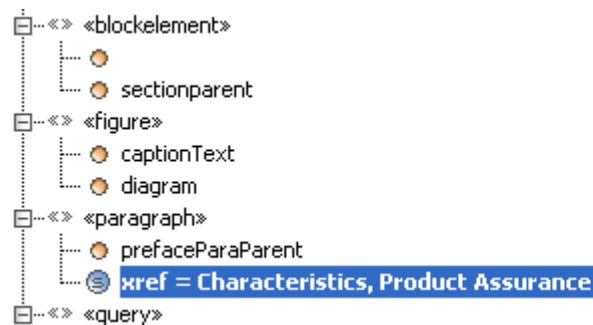 «» «blockelement»
sectionparent
«» «figure»
captionText
diagram
«» «paragraph»
prefaceParaParent
xref = Characteristics, Product Assurance
«» «query»